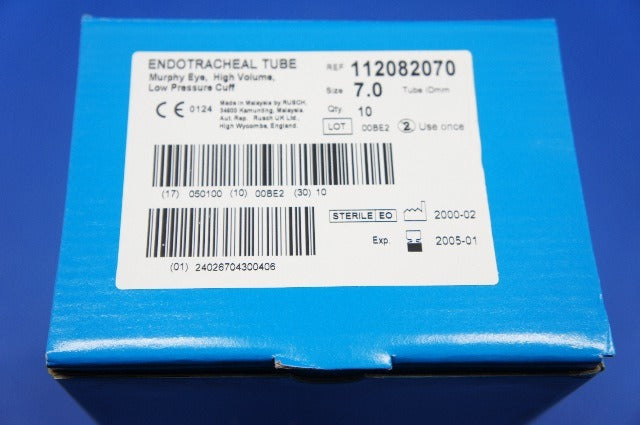 ENDOTRACHEAL TUBE
Murphy Eye, High Volume,
Low Pressure Cuff
CE 0124
Made in Malaysia by RUSCH,
34600 Kamunting, Malaysia.
Aut. Rep. Rusch UK Ltd.,
High Wycombe, England.
REF 112082070
Size 7.0 Tube IDmm
Qty. 10
LOT 00BE2 2 Use once
(17) 050100 (10) 00BE2 (30) 10
STERILE EO 2000-02
Exp. 2005-01
(01) 24026704300406